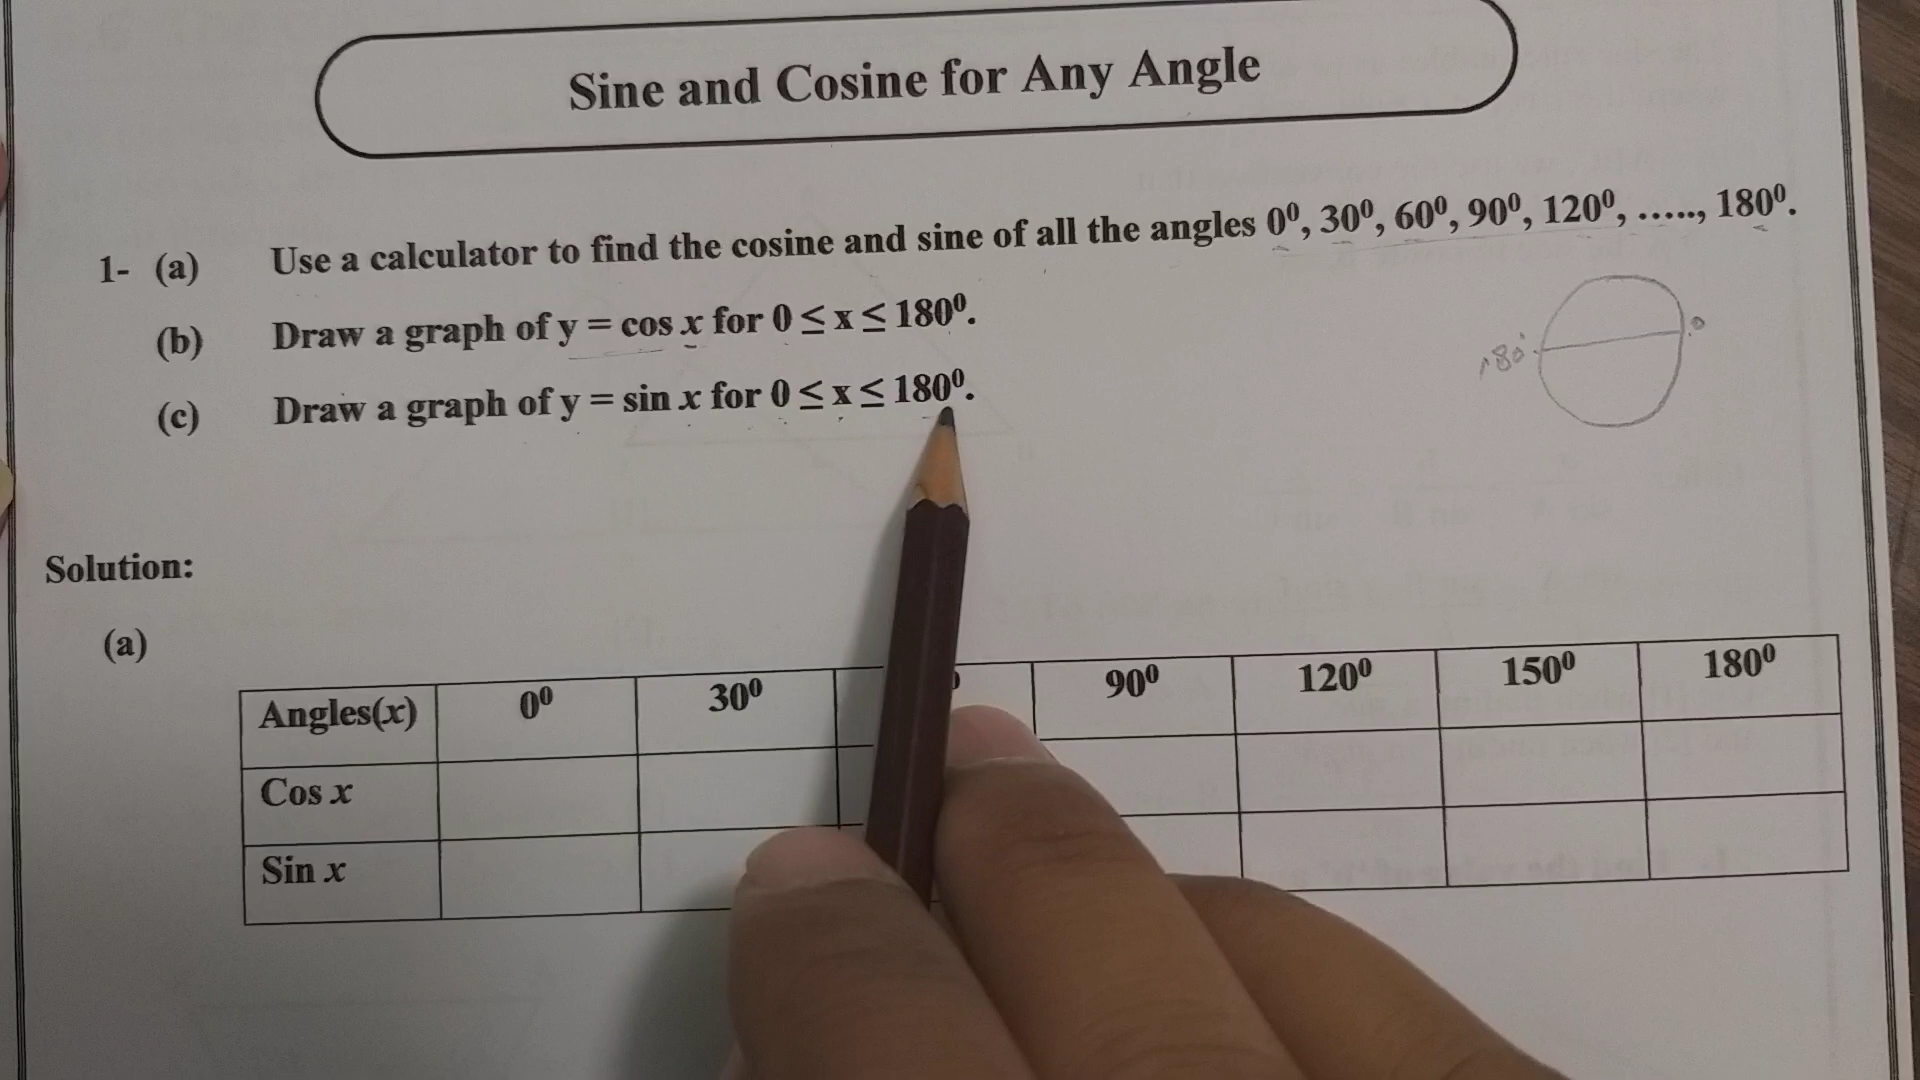 Sine and Cosine for Any Angle
1- (a) Use a calculator to find the cosine and sine of all the angles 0⁰, 30⁰, 60⁰, 90⁰, 120⁰, ....., 180⁰.
(b) Draw a graph of y = cos x for 0 ≤ x ≤ 180⁰.
(c) Draw a graph of y = sin x for 0 ≤ x ≤ 180⁰.
180° 0
Solution:
(a)
Angles(x) 0⁰ 30⁰ 90⁰ 120⁰ 150⁰ 180⁰
Cos x
Sin x